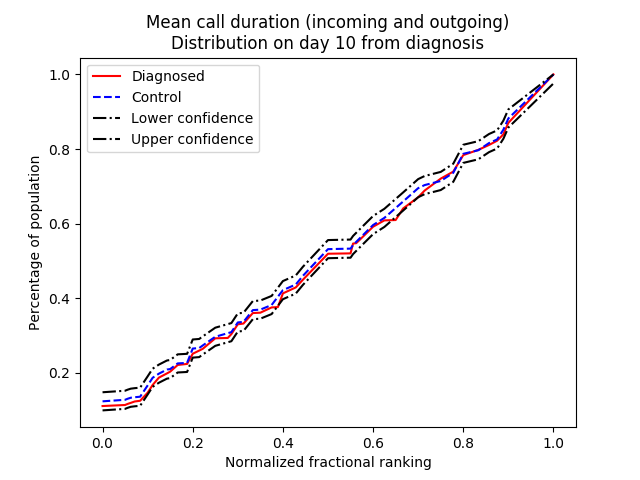 Mean call duration (incoming and outgoing)
Distribution on day 10 from diagnosis
Diagnosed
Control
Lower confidence
Upper confidence
Percentage of population
1.0
0.8
0.6
0.4
0.2
0.0 0.2 0.4 0.6 0.8 1.0
Normalized fractional ranking